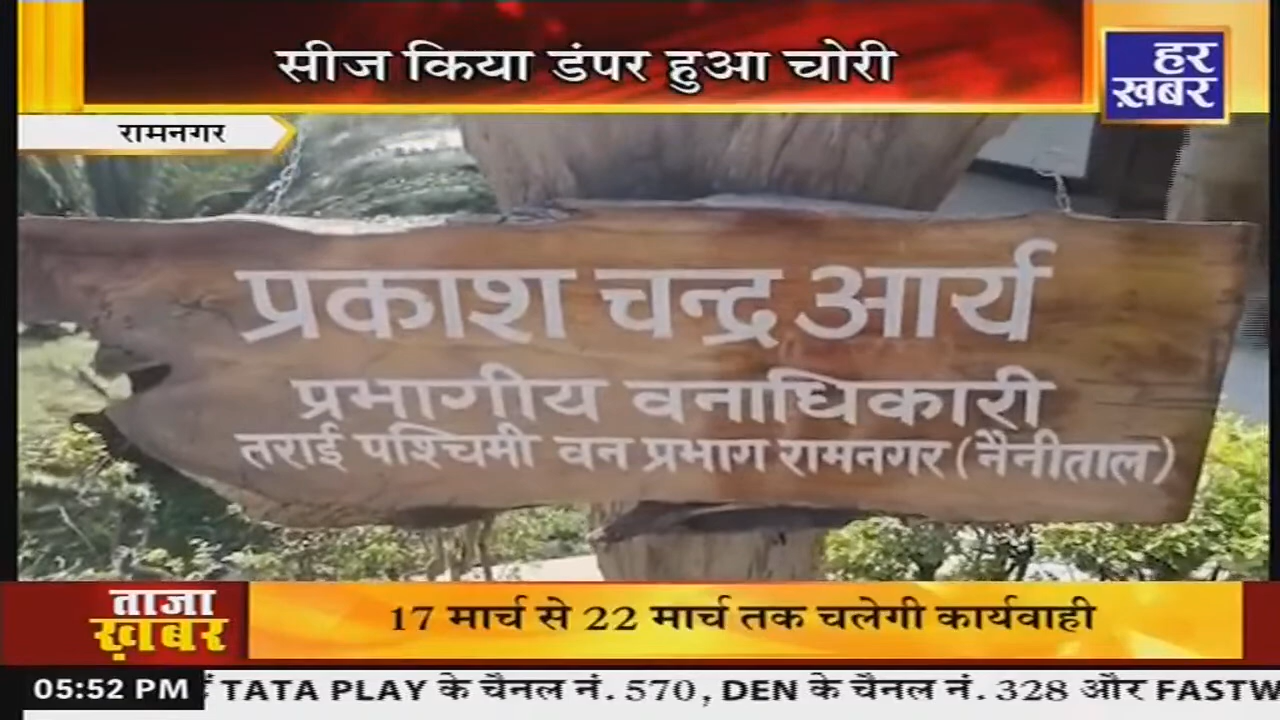 सीज किया डंपर हुआ चोरी
हर
ख़बर
रामनगर
प्रकाश चन्द्र आर्य
प्रभागीय वनाधिकारी
तराई पश्चिमी वन प्रभाग रामनगर (नैनीताल)
ताजा
ख़बर
17 मार्च से 22 मार्च तक चलेगी कार्यवाही
05:52 PM
TATA PLAY के चैनल नं. 570, DEN के चैनल नं. 328 और FASTW